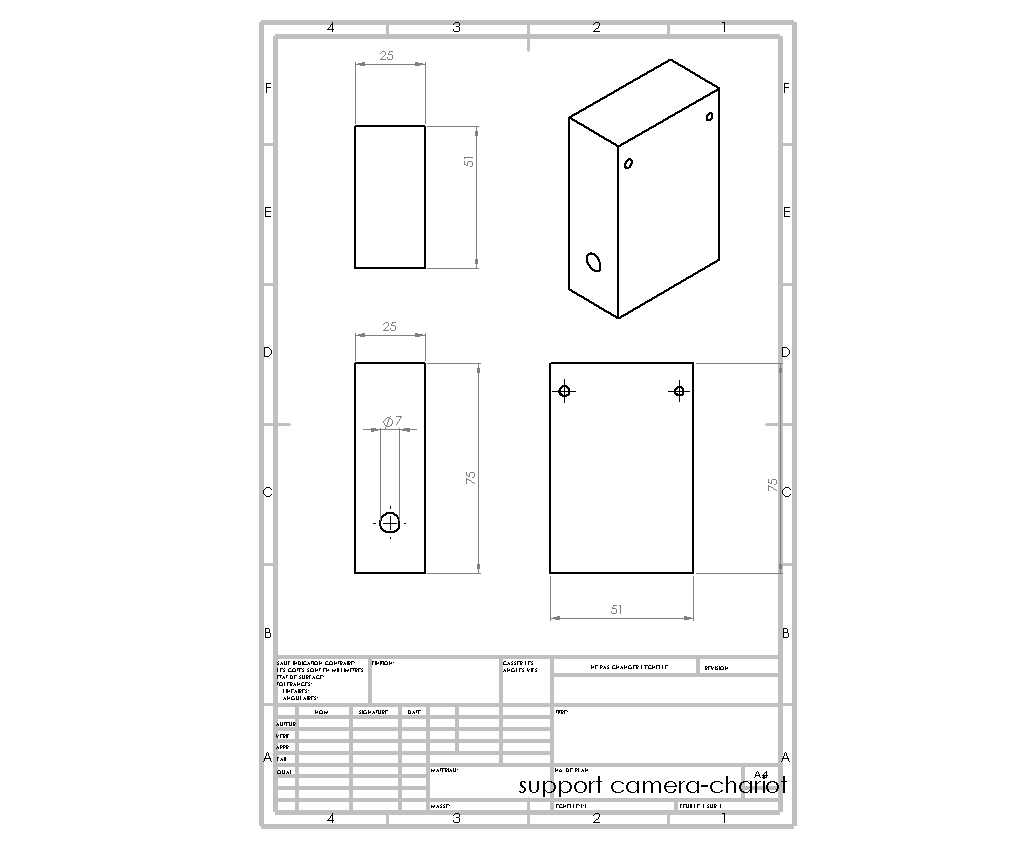 4 3 2 1
F F
25
51
E E
25
D D
Ø7
75
75
C C
51
B B
SAUF INDICATION CONTRAIRE: FINITION: CASSER LES NE PAS CHANGER L'ECHELLE REVISION
LES COTES SONT EN MILLIMETRES ANGLES VIFS
ETAT DE SURFACE:
TOLERANCES:
LINEAIRES:
ANGULAIRES:
NOM SIGNATURE DATE TITRE:
AUTEUR
VERIF.
APPR.
FAB.
A A
QUAL. MATERIAU: No. DE PLAN A4
support camera-chariot
MASSE: ECHELLE:1:1 FEUILLE 1 SUR 1
4 3 2 1